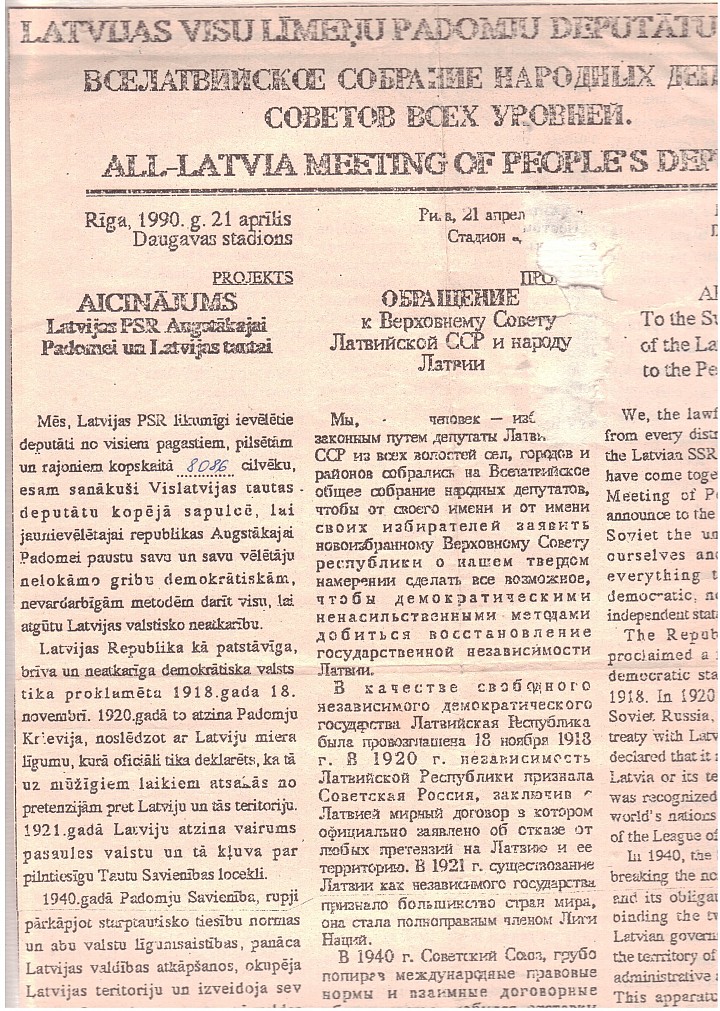 LATVIJAS VISU LĪMEŅU PADOMJU DEPUTĀTU
ВСЕЛАТВИЙСКОЕ СОБРАНИЕ НАРОДНЫХ ДЕП
СОВЕТОВ ВСЕХ УРОВНЕЙ.
ALL-LATVIA MEETING OF PEOPLE'S DEP
Rīga, 1990. g. 21 aprīlis
Daugavas stadions
PROJEKTS
AICINĀJUMS
Latvijas PSR Augstākajai
Padomei un Latvijas tautai
Mēs, Latvijas PSR likumīgi ievēlētie
deputāti no visiem pagastiem, pilsētām
un rajoniem kopskaitā 8086 cilvēku,
esam sanākuši Vislatvijas tautas
deputātu kopējā sapulcē, lai
jaunievēlētajai republikas Augstākajai
Padomei paustu savu un savu vēlētāju
nelokāmo gribu demokrātiskām,
nevardarbīgām metodēm darīt visu, lai
atgūtu Latvijas valstisko neatkarību.
Latvijas Republika kā patstāvīga,
brīva un neatkarīga demokrātiska valsts
tika proklamēta 1918.gada 18.
novembrī. 1920.gadā to atzina Padomju
Krievija, noslēdzot ar Latviju miera
līgumu, kurā oficiāli tika deklarēts, ka tā
uz mūžīgiem laikiem atsakās no
pretenzijām pret Latviju un tās teritoriju.
1921.gadā Latviju atzina vairums
pasaules valstu un tā kļuva par
pilntiesīgu Tautu Savienības locekli.
1940.gadā Padomju Savienība, rupji
pārkāpjot starptautisko tiesību normas
un abu valstu līgumsaistības, panāca
Latvijas valdības atkāpšanos, okupēja
Latvijas teritoriju un izveidoja sev
Рига, 21 апрел
Стадион
ПРО
ОБРАЩЕНИЕ
к Верховнему Совету
Латвийской ССР и народу
Латвии
Мы, человек — изб
законным путем депутаты Латви
ССР из всех волостей сел, городов и
районов собрались на Вселатвийское
общее собрание народных депутатов,
чтобы от своего имени и от имени
своих избирателей заявить
новоизбранному Верховному Совету
республики о нашем твердом
намерении сделать все возможное,
чтобы демократическими
ненасильственными методами
добиться восстановление
государственной независимости
Латвии.
В качестве свободного
независимого демократического
государства Латвийская Республика
была провозглашена 18 ноября 1918
г. В 1920 г. независимость
Латвийской Республики признала
Советская Россия, заключив с
Латвией мирный договор в котором
официально заявлено об отказе от
любых претензий на Латвию и ее
территорию. В 1921 г. существование
Латвии как независимого государства
признало большинство стран мира,
она стала полноправным членом Лиги
Наций.
В 1940 г. Советский Союз, грубо
поправ международные правовые
нормы и взаимные договорные
To the Su
of the La
to the Pe
We, the lawf
from every distr
the Latvian SSR
have come toge
Meeting of Pe
announce to the
Soviet the un
ourselves and
everything t
democratic, no
independent stat
The Repub
proclaimed a
democratic sta
1918. In 1920
Soviet Russia,
treaty with Latv
declared that it
Latvia or its te
was recognized
world's nations
of the League of
In 1940, the
breaking the no
and its obliga
binding the tw
Latvian govern
the territory of
administrative a
This apparatu